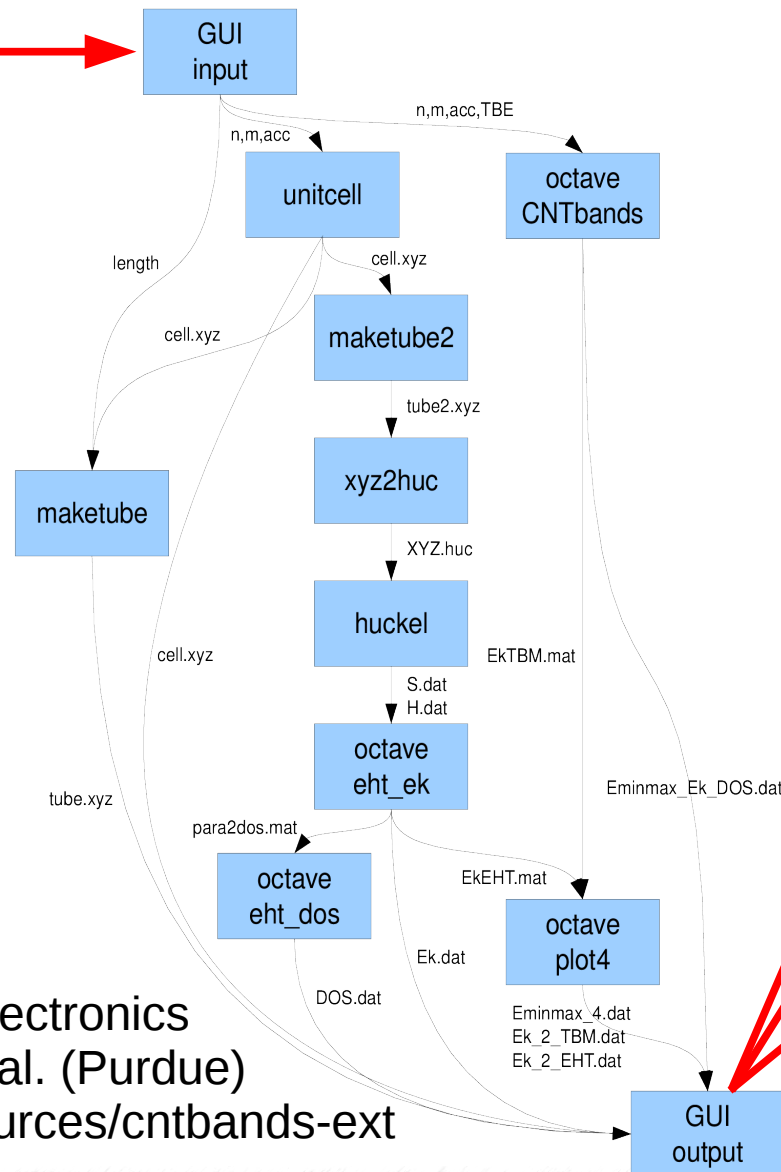 GUI
input
n,m,acc,TBE
n,m,acc
unitcell
octave
CNTbands
length
cell.xyz
cell.xyz
maketube2
tube2.xyz
maketube
xyz2huc
XYZ.huc
huckel
cell.xyz
EkTBM.mat
S.dat
H.dat
octave
eht_ek
Eminmax_Ek_DOS.dat
tube.xyz
para2dos.mat
octave
eht_dos
EkEHT.mat
octave
plot4
Ek.dat
DOS.dat
Eminmax_4.dat
Ek_2_TBM.dat
Ek_2_EHT.dat
ectronics
al. (Purdue)
urces/cntbands-ext
GUI
output